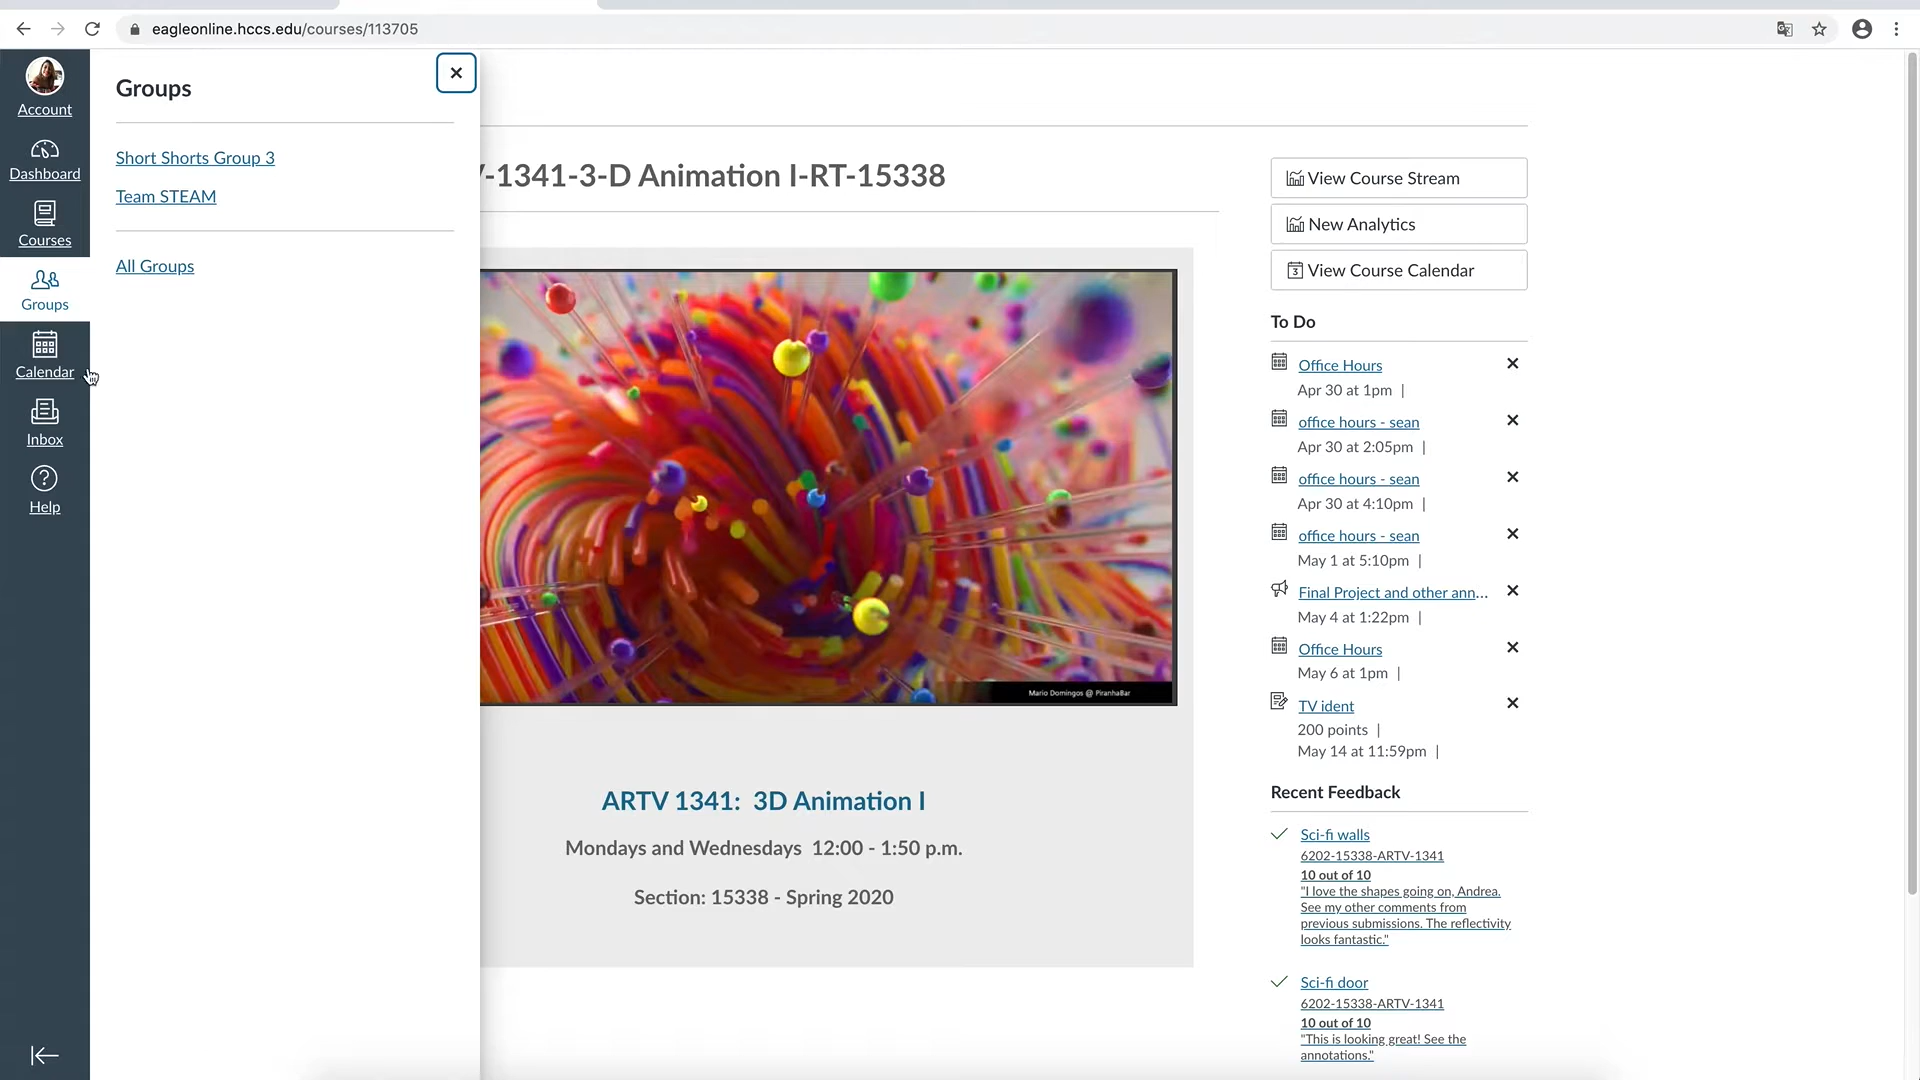 eagleonline.hccs.edu/courses/113705
Account
Dashboard
Courses
Groups
Calendar
Inbox
Help
Groups
Short Shorts Group 3
Team STEAM
All Groups
-1341-3-D Animation I-RT-15338
Mario Domingos @ PiranhaBar
ARTV 1341: 3D Animation I
Mondays and Wednesdays 12:00 - 1:50 p.m.
Section: 15338 - Spring 2020
View Course Stream
New Analytics
3 View Course Calendar
To Do
Office Hours
Apr 30 at 1pm |
office hours - sean
Apr 30 at 2:05pm |
office hours - sean
Apr 30 at 4:10pm |
office hours - sean
May 1 at 5:10pm |
Final Project and other ann...
May 4 at 1:22pm |
Office Hours
May 6 at 1pm |
TV ident
200 points |
May 14 at 11:59pm |
Recent Feedback
Sci-fi walls
6202-15338-ARTV-1341
10 out of 10
"I love the shapes going on, Andrea.
See my other comments from
previous submissions. The reflectivity
looks fantastic."
Sci-fi door
6202-15338-ARTV-1341
10 out of 10
"This is looking great! See the
annotations."